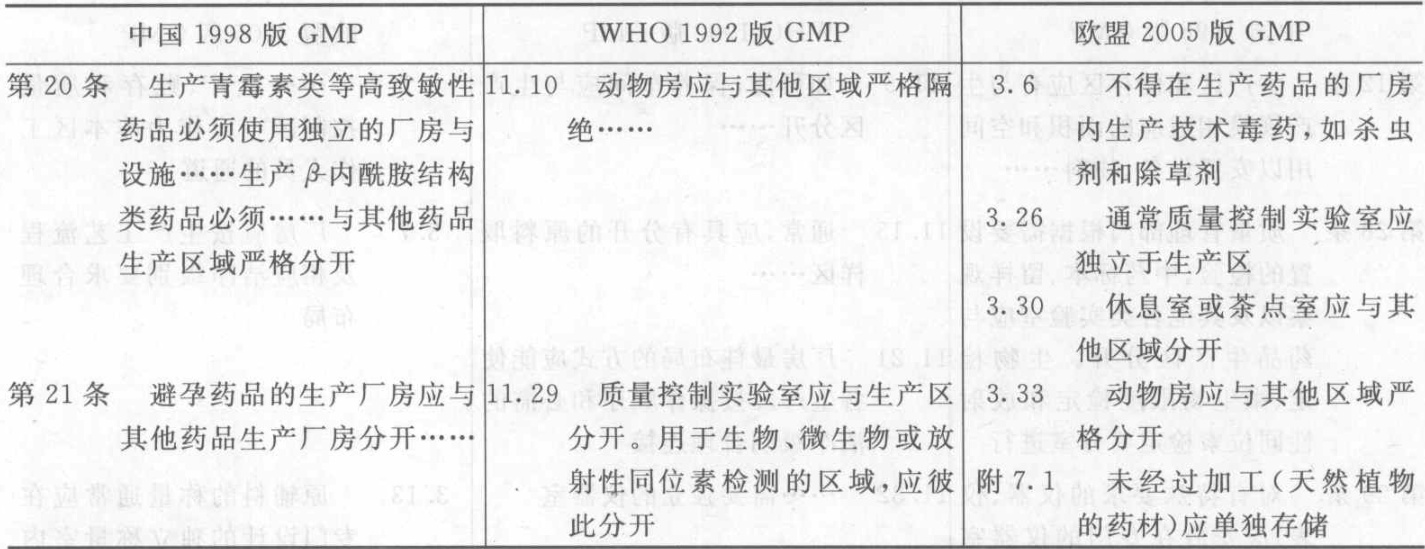 中国 1998 版 GMP
WHO 1992 版 GMP
欧盟 2005 版 GMP
第 20 条 生产青霉素类等高致敏性
药品必须使用独立的厂房与
设施……生产 β-内酰胺结构
类药品必须……与其他药品
生产区域严格分开
第 21 条 避孕药品的生产厂房应与
其他药品生产厂房分开……
11.10 动物房应与其他区域严格隔
绝……
11.29 质量控制实验室应与生产区
分开。用于生物、微生物或放
射性同位素检测的区域,应彼
此分开
3.6 不得在生产药品的厂房
内生产技术毒药,如杀虫
剂和除草剂
3.26 通常质量控制实验室应
独立于生产区
3.30 休息室或茶点室应与其
他区域分开
3.33 动物房应与其他区域严
格分开
附 7.1 未经过加工(天然植物
的药材)应单独存储